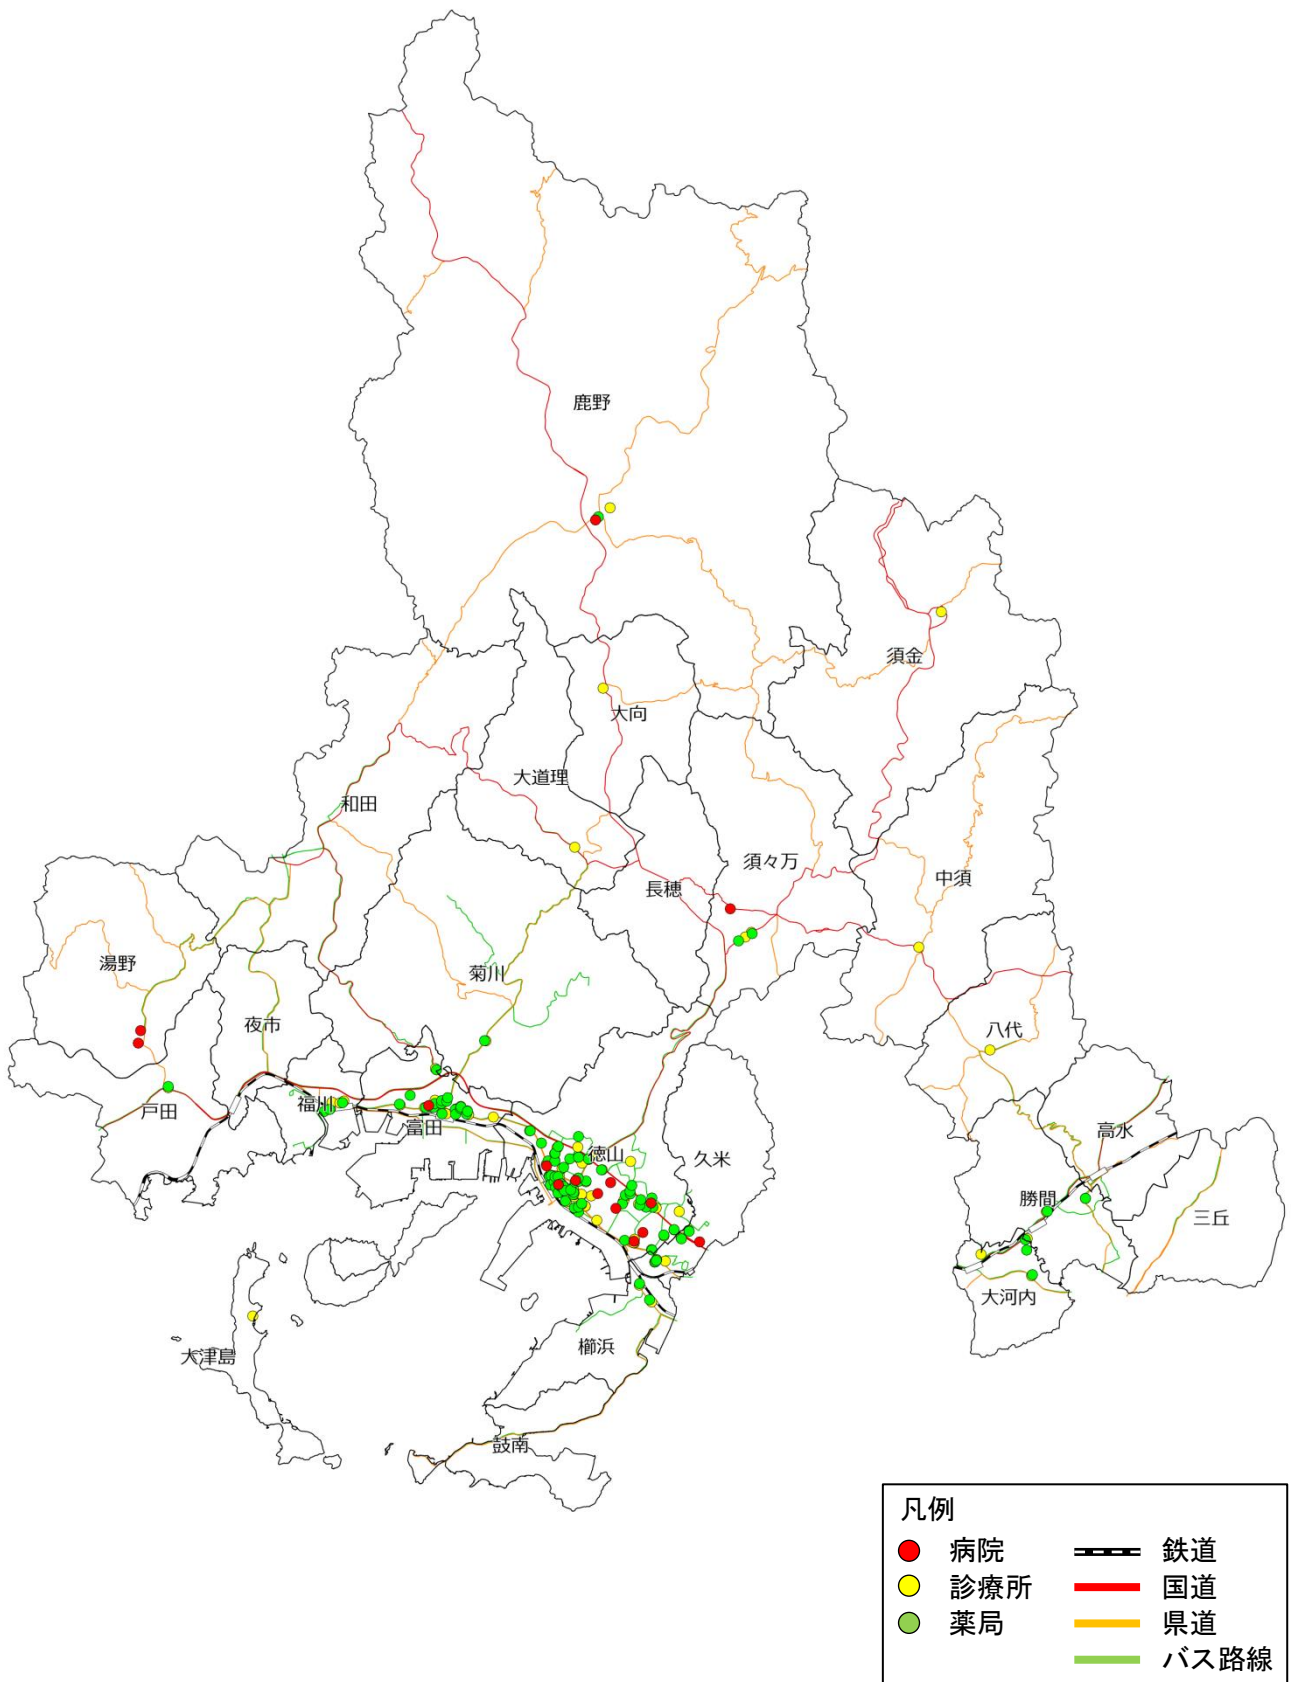 鹿野
須金
大向
大道理
和田
須々万
長穂
中須
湯野
菊川
夜市
八代
戸田
福川
富田
徳山
久米
高水
勝間
三丘
大河内
櫛浜
大津島
鼓南
凡例
病院
診療所
薬局
鉄道
国道
県道
バス路線